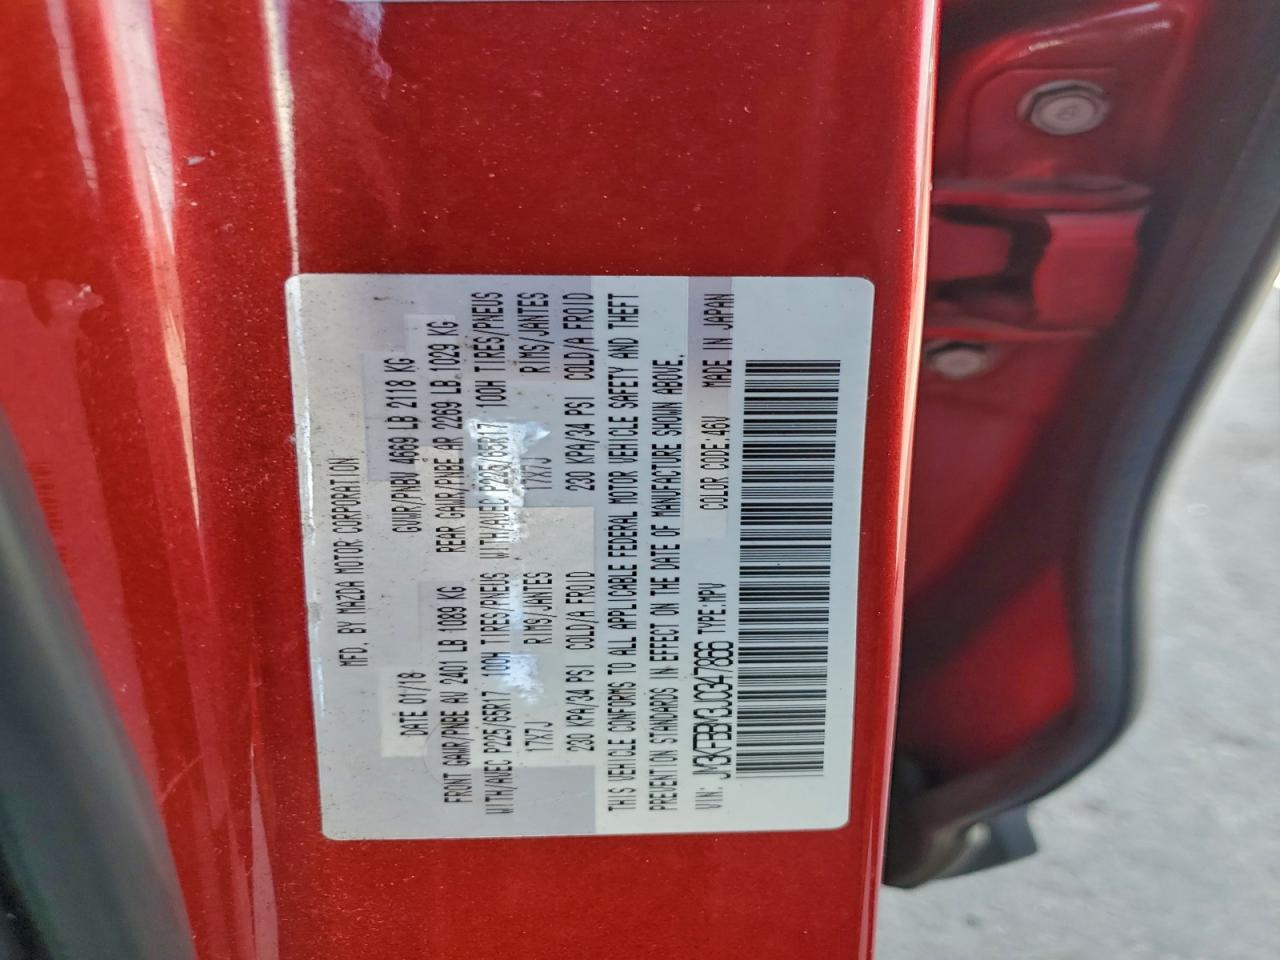 MFD. BY MAZDA MOTOR CORPORATION
DATE 01/18 GVWR/PNBV 4669 LB 2118 KG
FRONT GAWR/PNBE AV 2401 LB 1089 KG REAR GAWR/PNBE AR 2269 LB 1029 KG
WITH/AVEC P225/65R17 100H TIRES/PNEUS WITH/AVEC P225/65R17 100H TIRES/PNEUS
17X7J RIMS/JANTES 17X7J RIMS/JANTES
230 KPA/34 PSI COLD/A FROID 230 KPA/34 PSI COLD/A FROID
THIS VEHICLE CONFORMS TO ALL APPLICABLE FEDERAL MOTOR VEHICLE SAFETY AND THEFT
PREVENTION STANDARDS IN EFFECT ON THE DATE OF MANUFACTURE SHOWN ABOVE.
VIN: JM3KFBBM3J0347866 TYPE:MPV COLOR CODE:46V MADE IN JAPAN
8